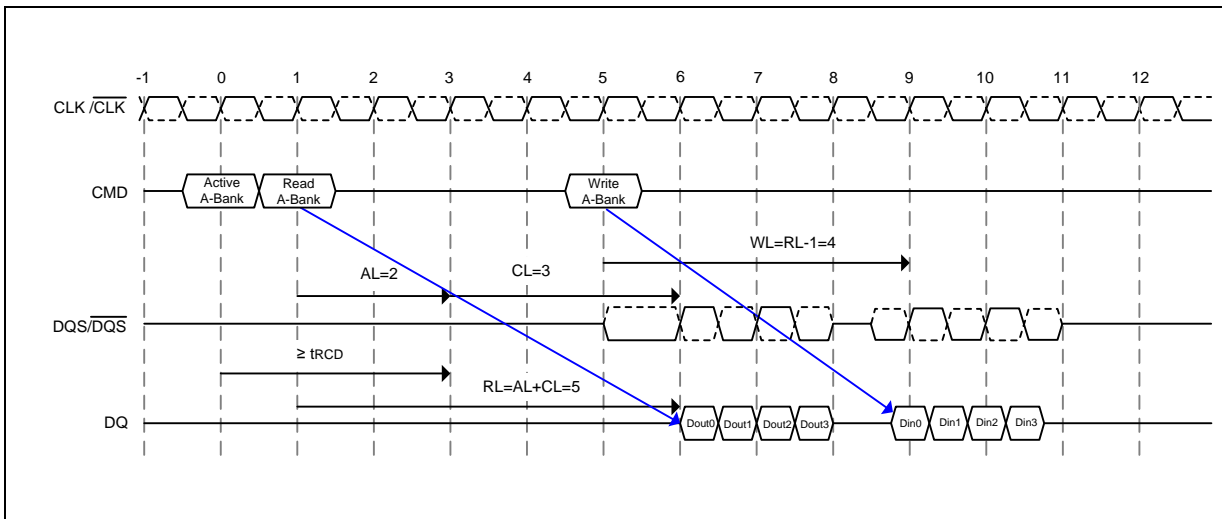 -1 0 1 2 3 4 5 6 7 8 9 10 11 12
CLK /CLK
CMD
Active
A-Bank
Read
A-Bank
Write
A-Bank
WL=RL-1=4
AL=2
CL=3
DQS/DQS
≥ tRCD
RL=AL+CL=5
DQ
Dout0 Dout1 Dout2 Dout3 Din0 Din1 Din2 Din3